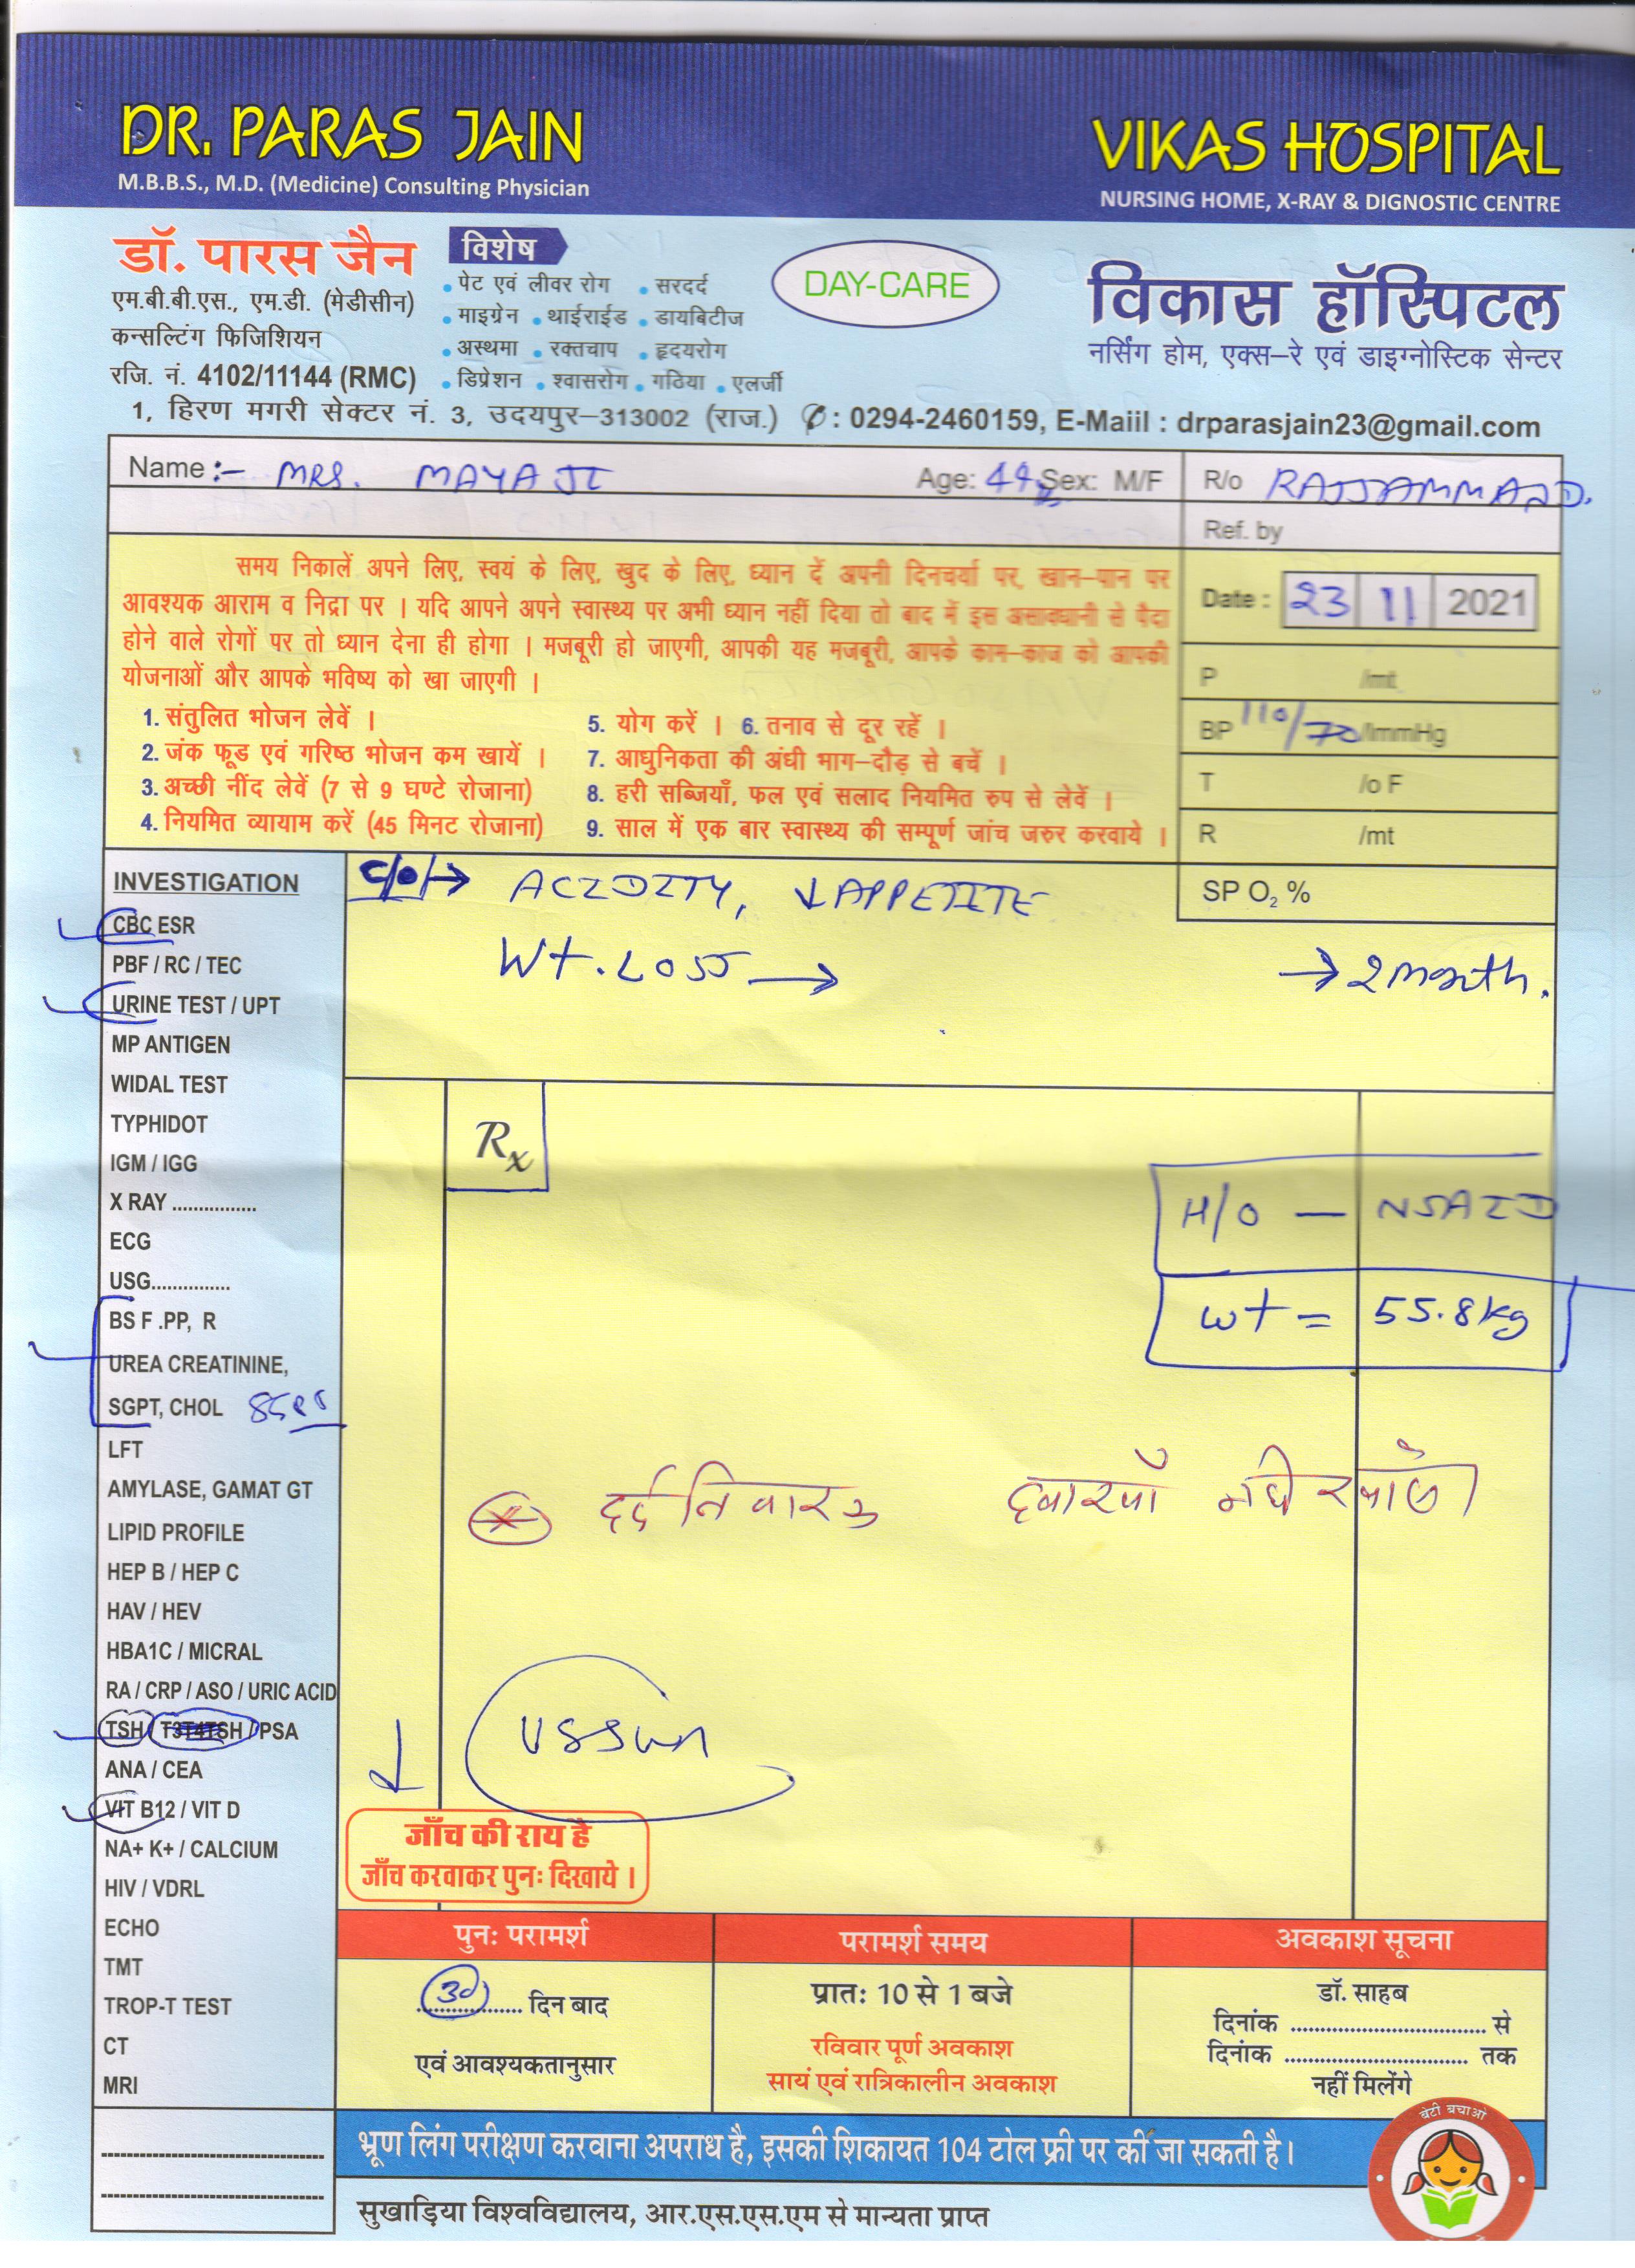 DR. PARAS JAIN
M.B.B.S., M.D. (Medicine) Consulting Physician
VIKAS HOSPITAL
NURSING HOME, X-RAY & DIGNOSTIC CENTRE
डॉ. पारस जैन
एम.बी.बी.एस., एम.डी. (मेडीसीन)
कन्सल्टिंग फिजिशियन
रजि. नं. 4102/11144 (RMC)
विशेष
• पेट एवं लीवर रोग • सरदर्द
• माइग्रेन • थाईराईड • डायबिटीज
• अस्थमा • रक्तचाप • हृदयरोग
• डिप्रेशन • श्वासरोग • गठिया • एलर्जी
DAY-CARE
विकास हॉस्पिटल
नर्सिंग होम, एक्स-रे एवं डाइग्नोस्टिक सेन्टर
1, हिरण मगरी सेक्टर नं. 3, उदयपुर-313002 (राज.) ✆: 0294-2460159, E-Maiil : drparasjain23@gmail.com
Name :- MRS. MAYA JI Age: 44 Sex: M/F R/o RAJSAMMAND.
Ref. by
समय निकालें अपने लिए, स्वयं के लिए, खुद के लिए, ध्यान दें अपनी दिनचर्या पर, खान-पान पर
आवश्यक आराम व निद्रा पर । यदि आपने अपने स्वास्थ्य पर अभी ध्यान नहीं दिया तो बाद में इस असावधानी से पैदा
होने वाले रोगों पर तो ध्यान देना ही होगा । मजबूरी हो जाएगी, आपकी यह मजबूरी, आपके काम-काज को आपकी
योजनाओं और आपके भविष्य को खा जाएगी ।
1. संतुलित भोजन लेवें ।
2. जंक फूड एवं गरिष्ठ भोजन कम खायें ।
3. अच्छी नींद लेवें (7 से 9 घण्टे रोजाना)
4. नियमित व्यायाम करें (45 मिनट रोजाना)
5. योग करें । 6. तनाव से दूर रहें ।
7. आधुनिकता की अंधी भाग-दौड़ से बचें ।
8. हरी सब्जियाँ, फल एवं सलाद नियमित रुप से लेवें ।
9. साल में एक बार स्वास्थ्य की सम्पूर्ण जांच जरुर करवाये ।
Date : 23 11 2021
P /mt
BP 110/70 /mmHg
T /o F
R /mt
SP O₂ %
INVESTIGATION
CBC ESR
PBF / RC / TEC
URINE TEST / UPT
MP ANTIGEN
WIDAL TEST
TYPHIDOT
IGM / IGG
X RAY ................
ECG
USG...............
BS F .PP, R
UREA CREATININE,
SGPT, CHOL
LFT
AMYLASE, GAMAT GT
LIPID PROFILE
HEP B / HEP C
HAV / HEV
HBA1C / MICRAL
RA / CRP / ASO / URIC ACID
TSH / T3T4TSH / PSA
ANA / CEA
VIT B12 / VIT D
NA+ K+ / CALCIUM
HIV / VDRL
ECHO
TMT
TROP-T TEST
CT
MRI
C/O → ACIDITY, ↓ APPETITE
Wt. LOSS → → 2 month.
Rx
H/O — NSAID
wt = 55.8 kg
दर्द निवारक दवाईयाँ नहीं खायें।
जाँच की राय है
जाँच करवाकर पुनः दिखाये ।
पुनः परामर्श
3d ............... दिन बाद
एवं आवश्यकतानुसार
परामर्श समय
प्रातः 10 से 1 बजे
रविवार पूर्ण अवकाश
सायं एवं रात्रिकालीन अवकाश
अवकाश सूचना
डॉ. साहब
दिनांक ................................ से
दिनांक ................................ तक
नहीं मिलेंगे
भ्रूण लिंग परीक्षण करवाना अपराध है, इसकी शिकायत 104 टोल फ्री पर की जा सकती है।
बेटी बचाओ
सुखाड़िया विश्वविद्यालय, आर.एस.एस.एम से मान्यता प्राप्त